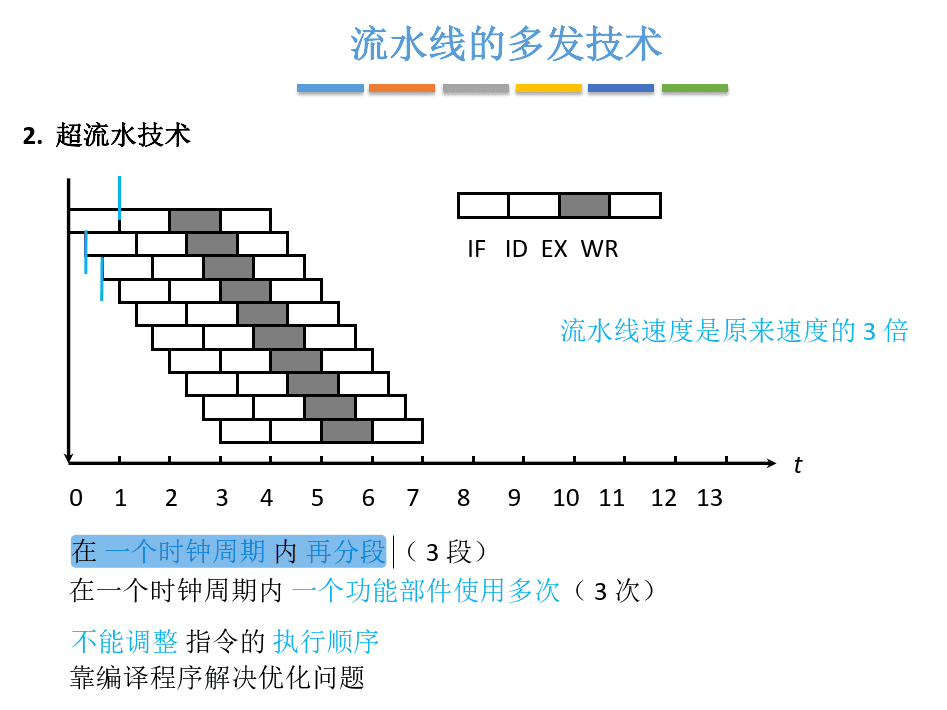 流水线的多发技术
2. 超流水技术
IF ID EX WR
流水线速度是原来速度的 3 倍
t
0 1 2 3 4 5 6 7 8 9 10 11 12 13
在 一个时钟周期 内 再分段（ 3 段）
在一个时钟周期内 一个功能部件使用多次（ 3 次）
不能调整 指令的 执行顺序
靠编译程序解决优化问题